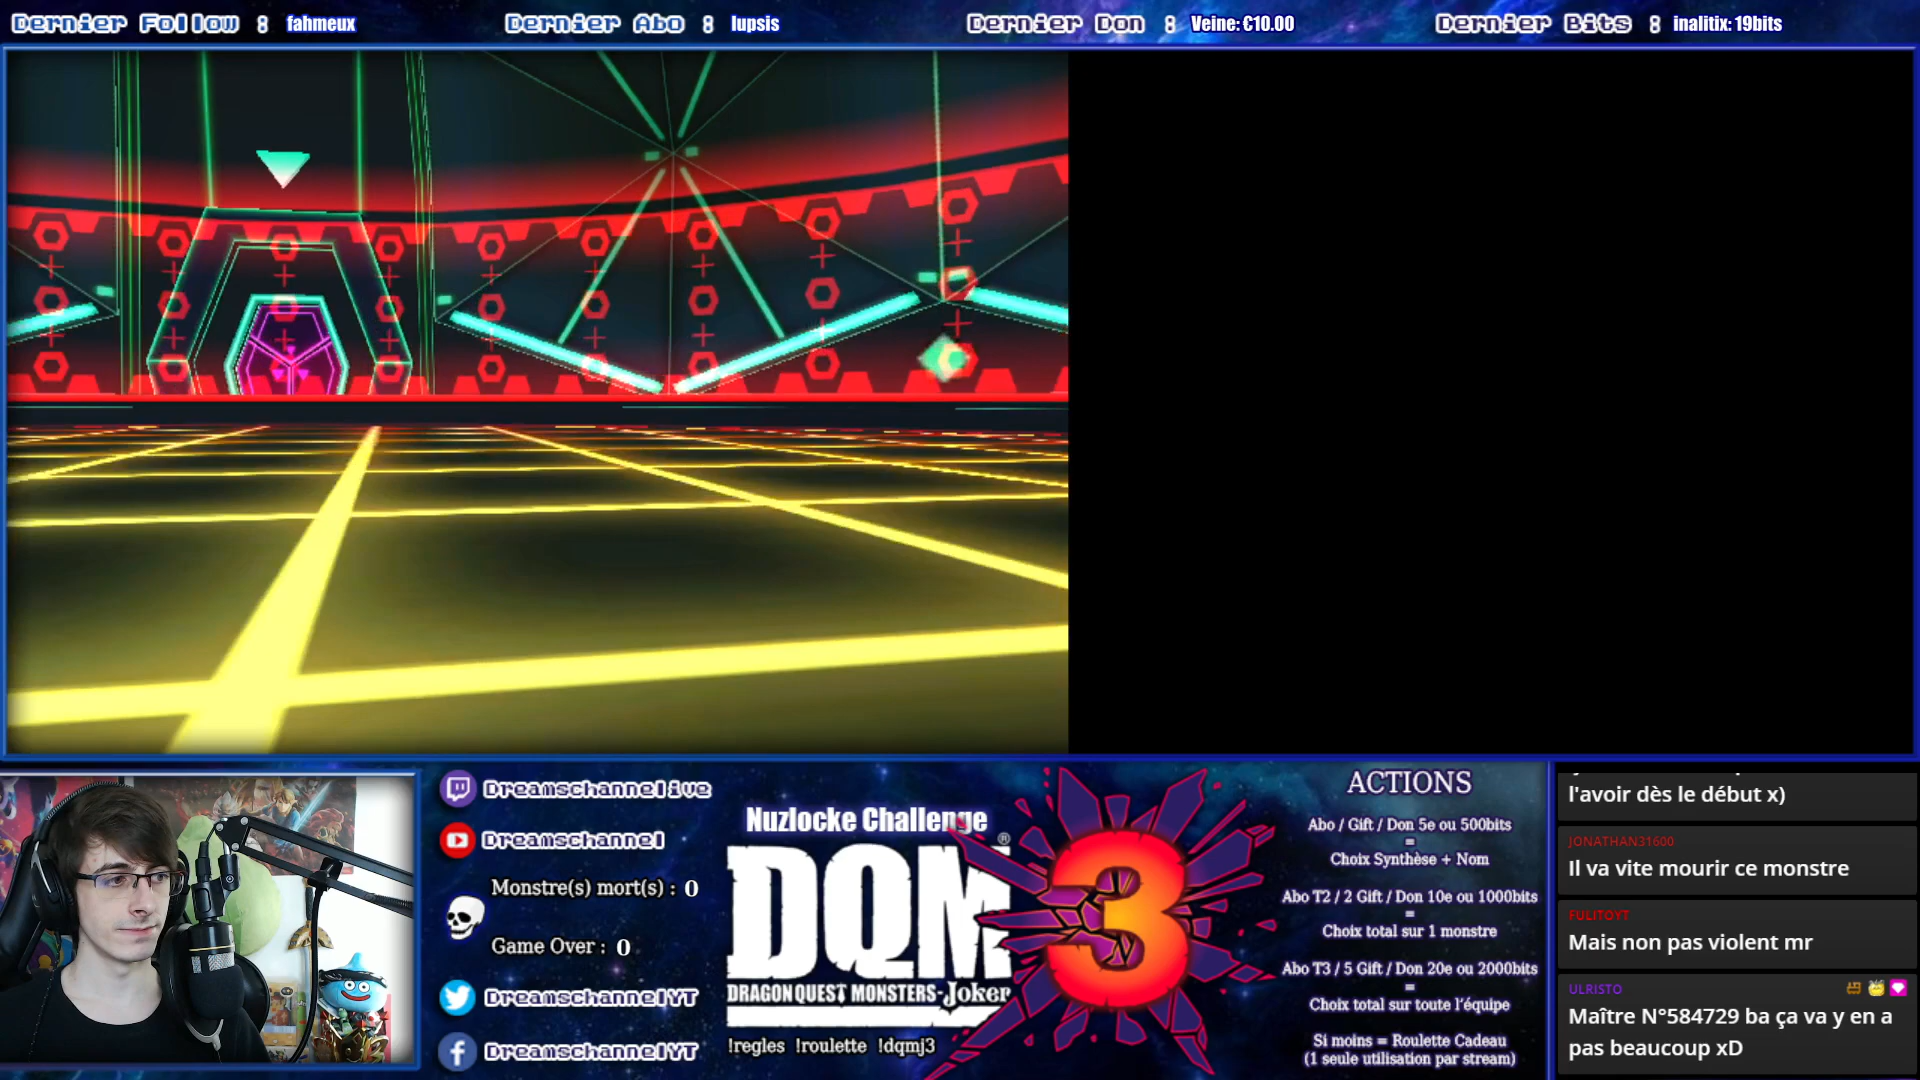 Dernier Follow : fahmeux
Dernier Abo : lupsis
Dernier Don : Veine: €10.00
Dernier Bits : inalitix: 19bits
Dreamschannelive
Dreamschannel
Monstre(s) mort(s) : 0
Game Over : 0
DreamschannelYT
DreamschannelYT
Nuzlocke Challenge
DQM
®
3
DRAGON QUEST MONSTERS-Joker
!regles !roulette !dqmj3
ACTIONS
Abo / Gift / Don 5e ou 500bits
=
Choix Synthèse + Nom
Abo T2 / 2 Gift / Don 10e ou 1000bits
=
Choix total sur 1 monstre
Abo T3 / 5 Gift / Don 20e ou 2000bits
=
Choix total sur toute l'équipe
Si moins = Roulette Cadeau
(1 seule utilisation par stream)
l'avoir dès le début x)
JONATHAN31600
Il va vite mourir ce monstre
FULITOYT
Mais non pas violent mr
ULRISTO
Maître N°584729 ba ça va y en a
pas beaucoup xD